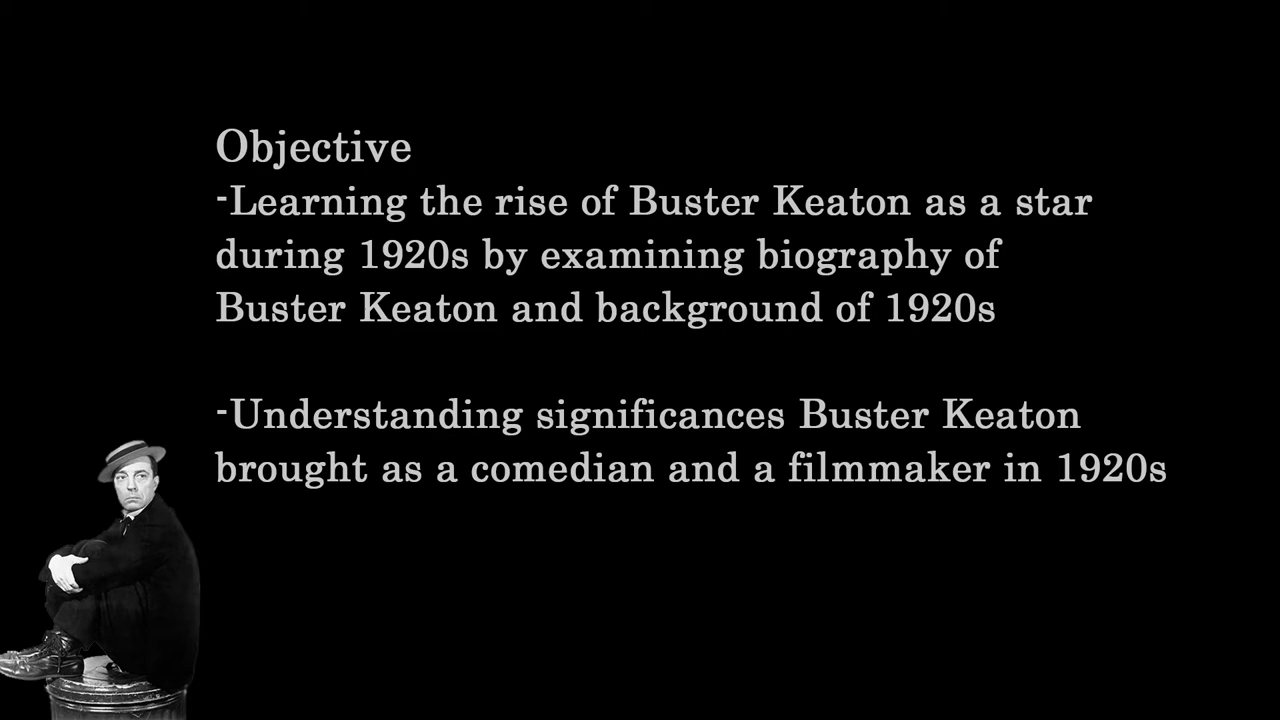 Objective
-Learning the rise of Buster Keaton as a star
during 1920s by examining biography of
Buster Keaton and background of 1920s
-Understanding significances Buster Keaton
brought as a comedian and a filmmaker in 1920s